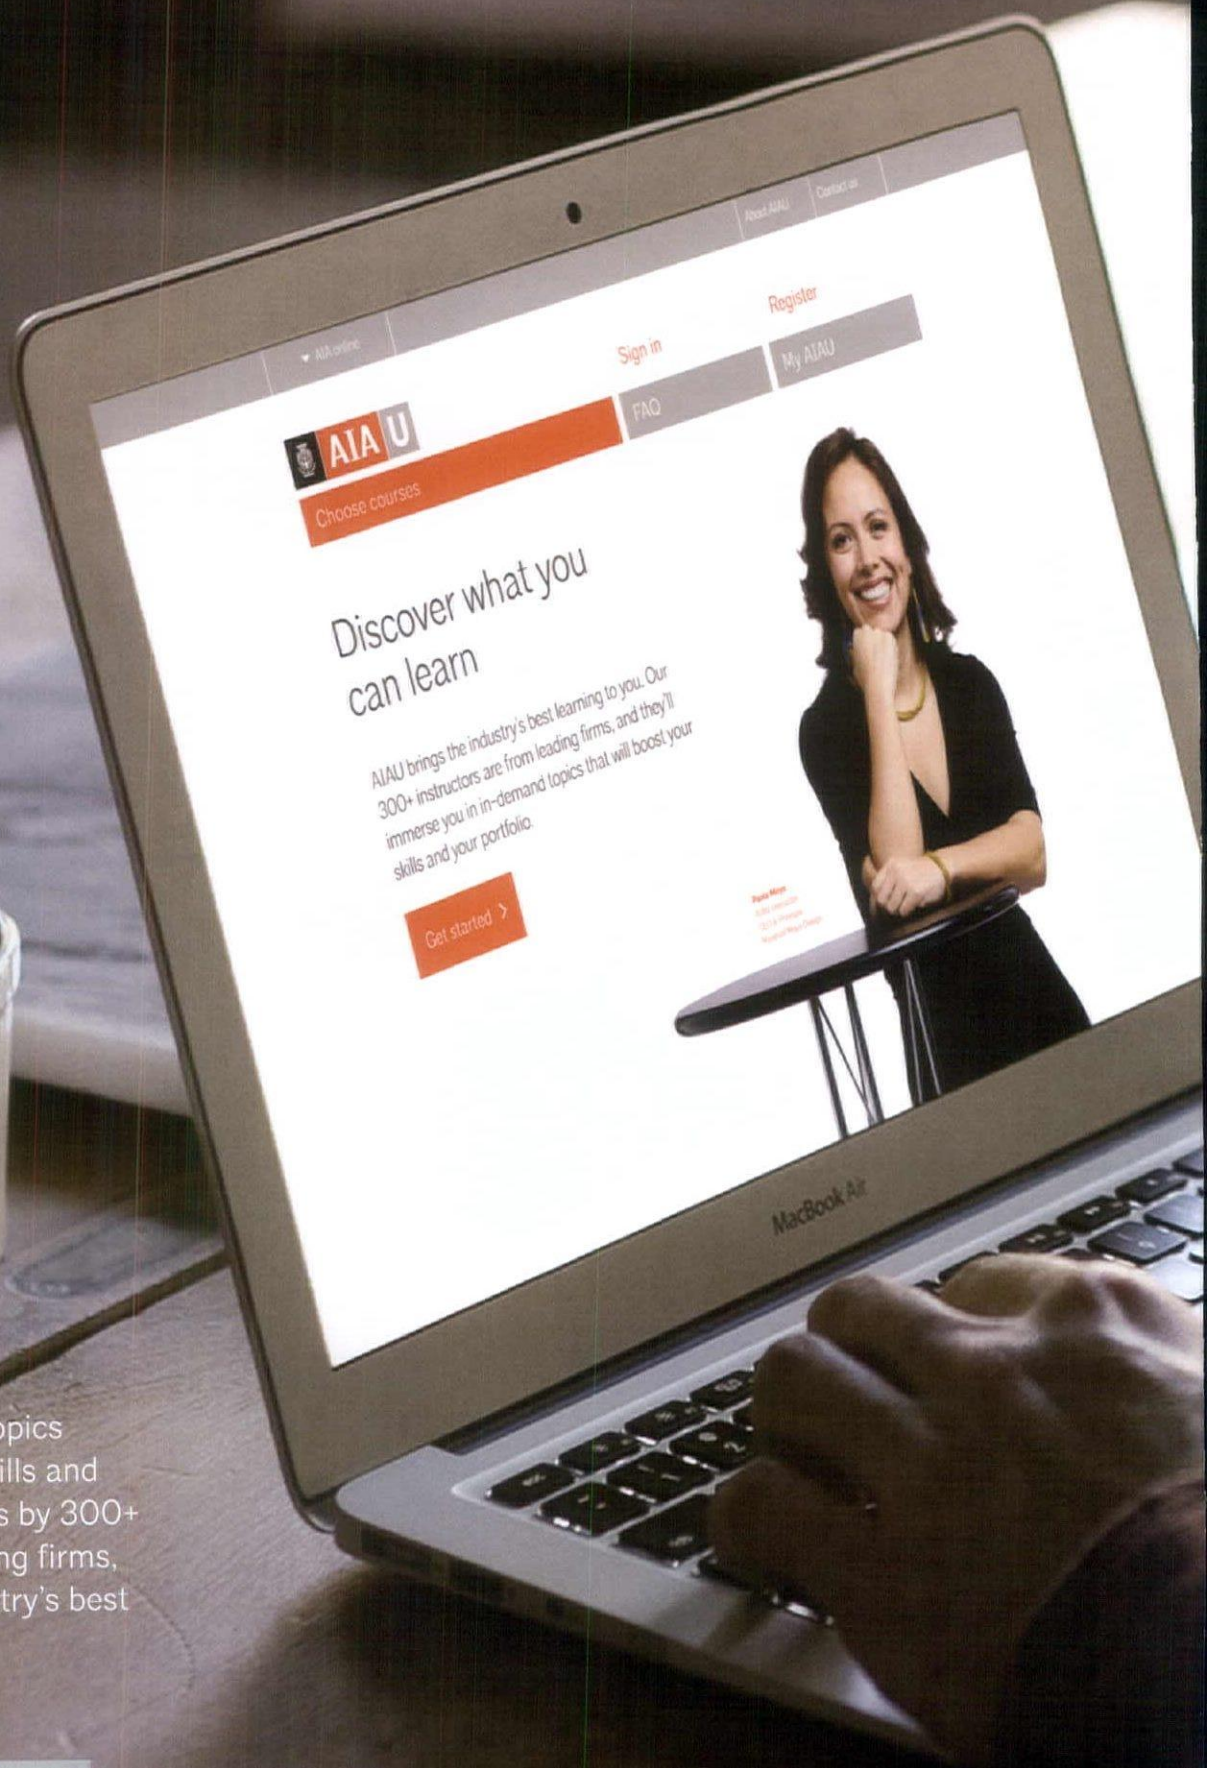 AIA online
About AIAU
Contact us
Sign in
Register
AIA U
Choose courses
FAQ
My AIAU
Discover what you
can learn
AIAU brings the industry's best learning to you. Our
300+ instructors are from leading firms, and they'll
immerse you in in-demand topics that will boost your
skills and your portfolio.
Get started >
MacBook Air
esc
opics
ills and
s by 300+
ng firms,
try's best